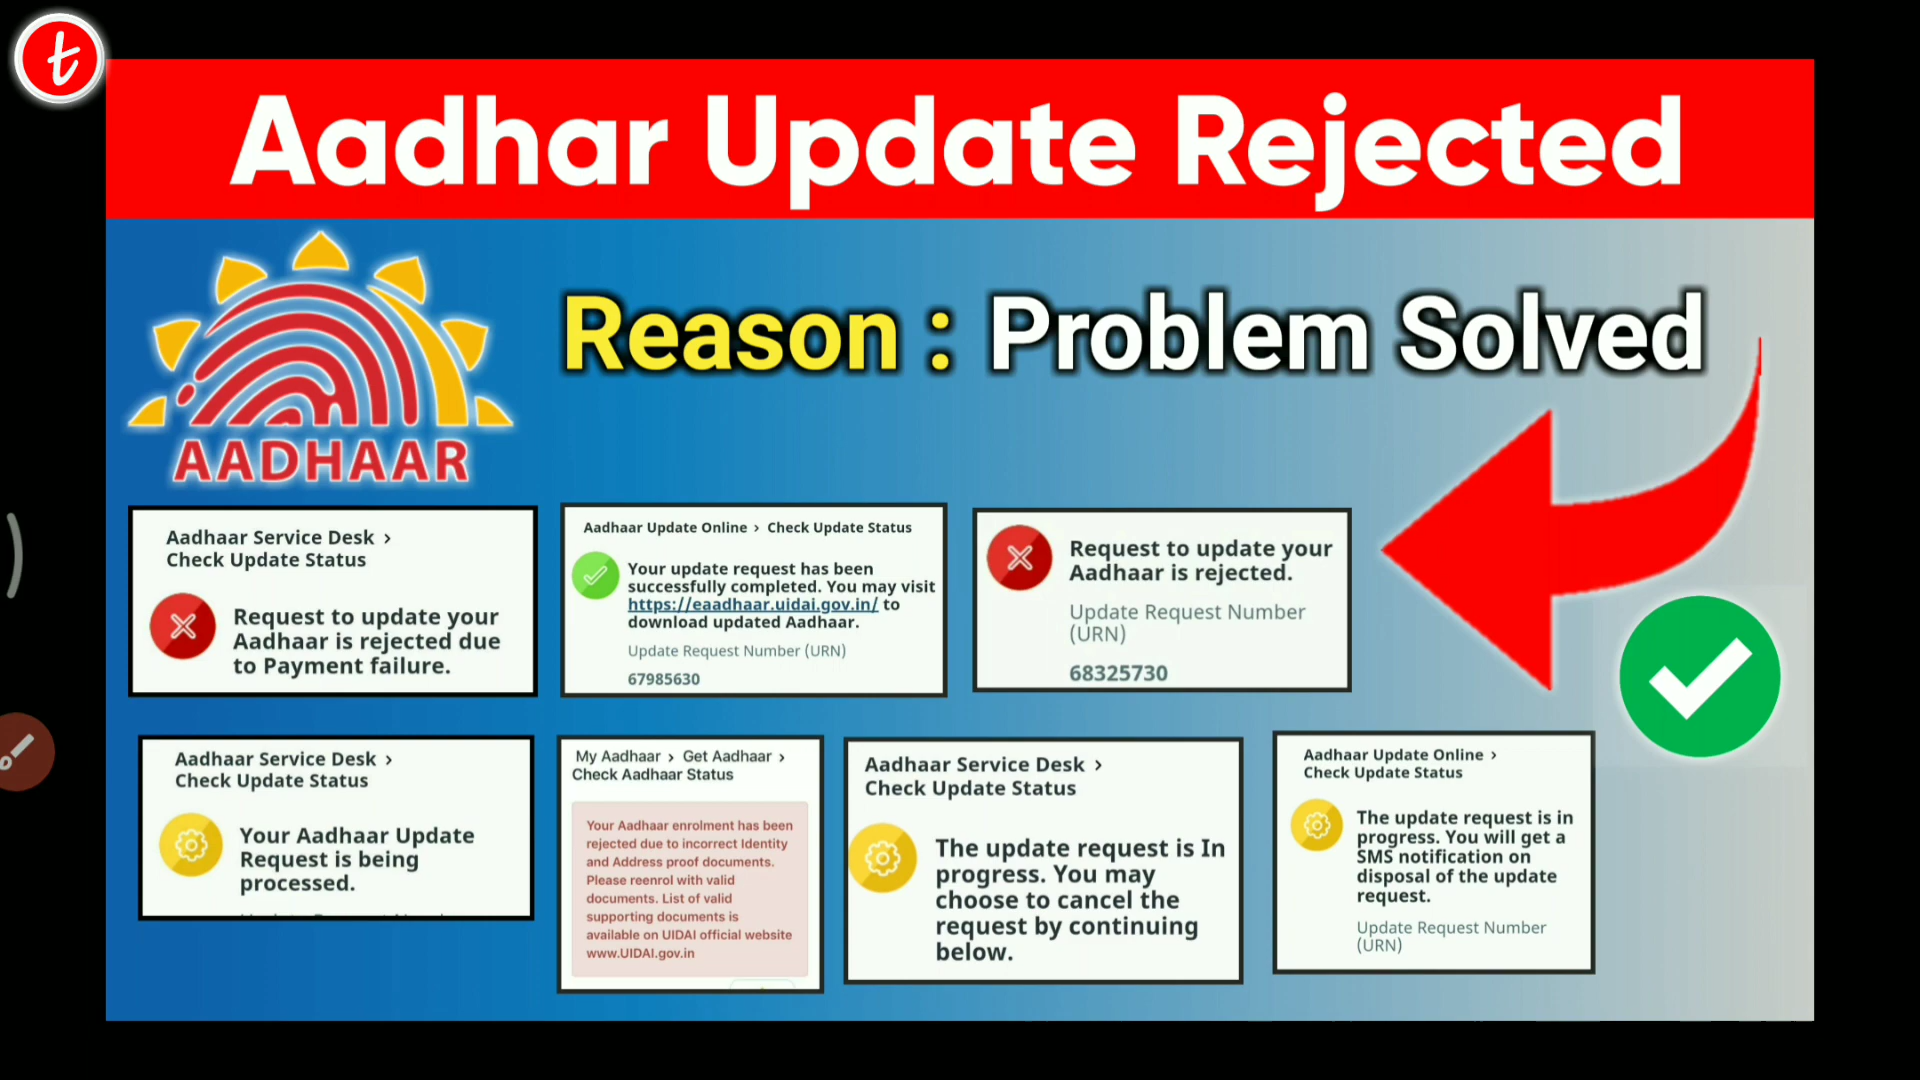 t
Aadhar Update Rejected
Reason : Problem Solved
AADHAAR
Aadhaar Service Desk >
Check Update Status
Request to update your
Aadhaar is rejected due
to Payment failure.
Aadhaar Update Online > Check Update Status
Your update request has been
successfully completed. You may visit
https://eaadhaar.uidai.gov.in/ to
download updated Aadhaar.
Update Request Number (URN)
67985630
Request to update your
Aadhaar is rejected.
Update Request Number
(URN)
68325730
Aadhaar Service Desk >
Check Update Status
Your Aadhaar Update
Request is being
processed.
My Aadhaar > Get Aadhaar >
Check Aadhaar Status
Your Aadhaar enrolment has been
rejected due to incorrect Identity
and Address proof documents.
Please reenrol with valid
documents. List of valid
supporting documents is
available on UIDAI official website
www.UIDAI.gov.in
Aadhaar Service Desk >
Check Update Status
The update request is In
progress. You may
choose to cancel the
request by continuing
below.
Aadhaar Update Online >
Check Update Status
The update request is in
progress. You will get a
SMS notification on
disposal of the update
request.
Update Request Number
(URN)